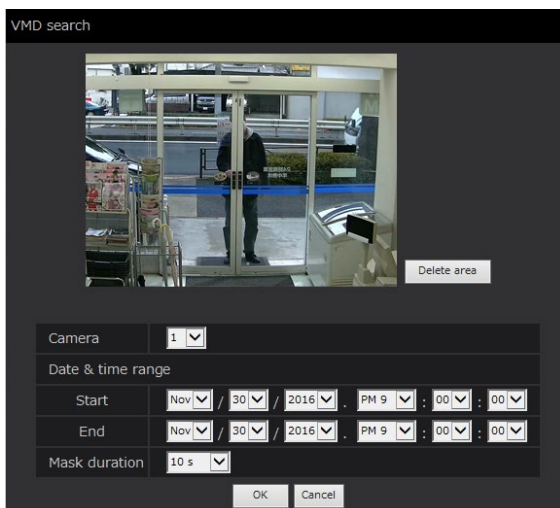 VMD search
Delete area
Camera 1
Date & time range
Start Nov / 30 / 2016 . PM 9 : 00 : 00
End Nov / 30 / 2016 . PM 9 : 00 : 00
Mask duration 10 s
OK Cancel